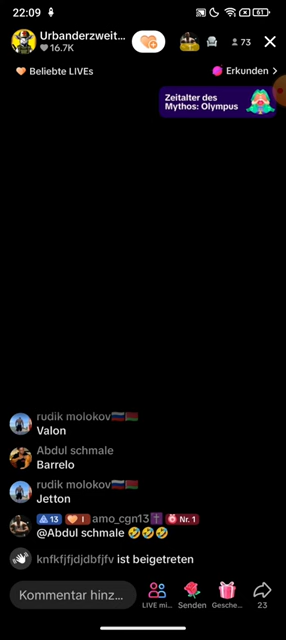 22:09
61
Urbanderzweit...
16.7K
73
Beliebte LIVEs
Erkunden
Zeitalter des
Mythos: Olympus
rudik molokov
Valon
Abdul schmale
Barrelo
rudik molokov
Jetton
13 I amo_cgn13 Nr. 1
@Abdul schmale 🤣🤣🤣
knfkfjfjdjdbfjfv ist beigetreten
Kommentar hinz...
LIVE mi...
Senden
Gesche...
23